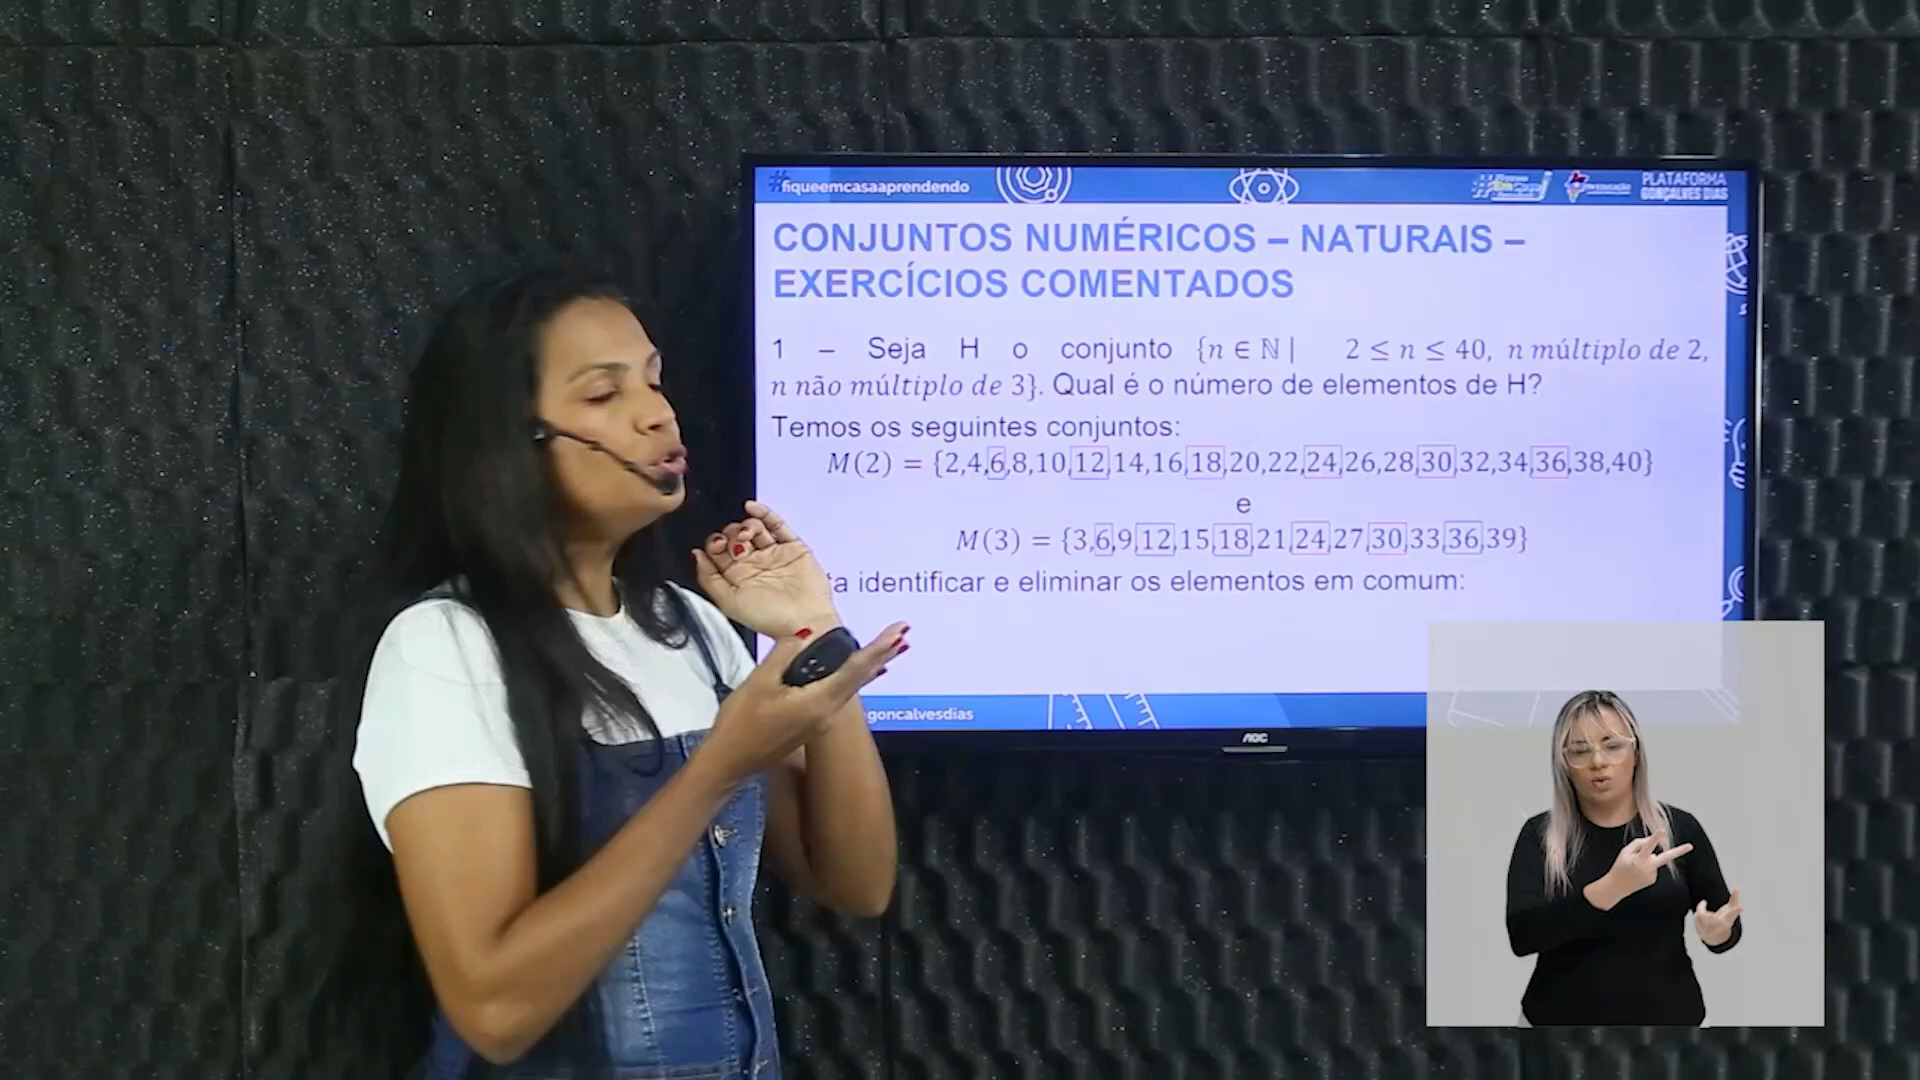 #fiqueemcasaaprendendo
PLATAFORMA
GONÇALVES DIAS
CONJUNTOS NUMÉRICOS – NATURAIS –
EXERCÍCIOS COMENTADOS
1 – Seja H o conjunto {n ∈ ℕ | 2 ≤ n ≤ 40, n múltiplo de 2,
n não múltiplo de 3}. Qual é o número de elementos de H?
Temos os seguintes conjuntos:
M(2) = {2,4,6,8,10,12,14,16,18,20,22,24,26,28,30,32,34,36,38,40}
e
M(3) = {3,6,9,12,15,18,21,24,27,30,33,36,39}
identificar e eliminar os elementos em comum:
goncalvesdias
AOC